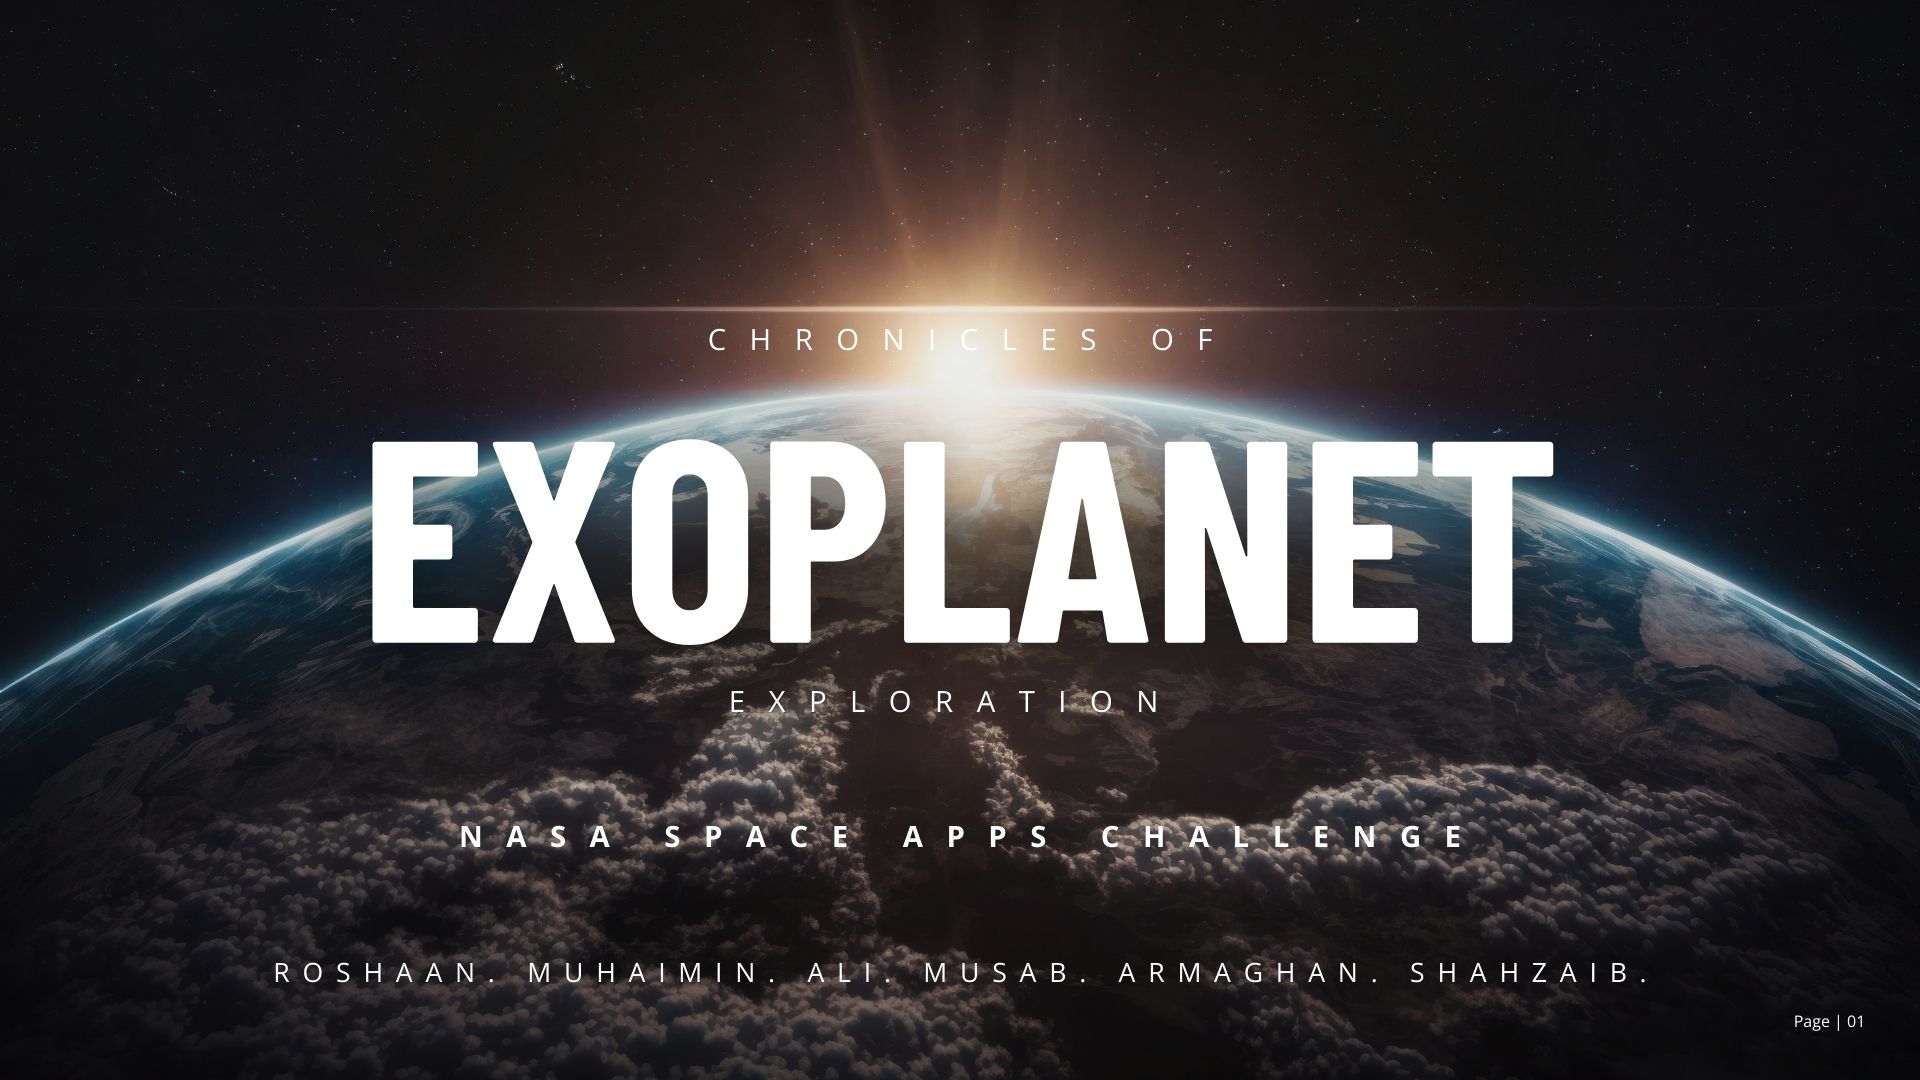 CHRONICLES OF
EXOPLANET
EXPLORATION
NASA SPACE APPS CHALLENGE
ROSHAAN. MUHAIMIN. ALI. MUSAB. ARMAGHAN. SHAHZAIB.
Page | 01